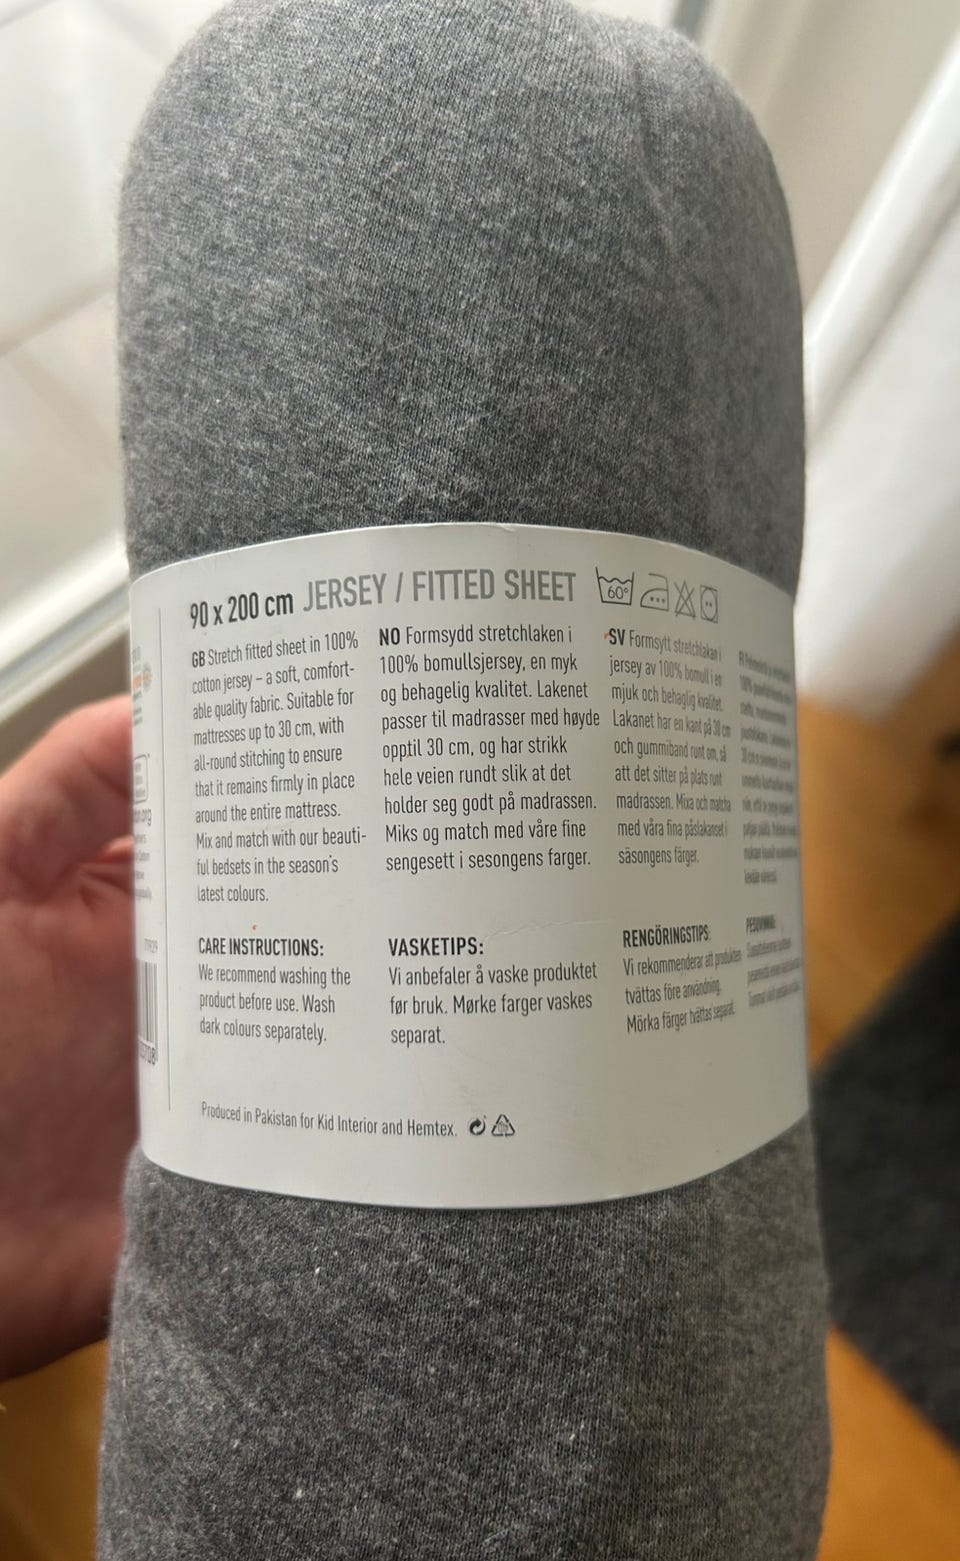 90 x 200 cm JERSEY / FITTED SHEET 60°
GB Stretch fitted sheet in 100%
cotton jersey – a soft, comfort-
able quality fabric. Suitable for
mattresses up to 30 cm, with
all-round stitching to ensure
that it remains firmly in place
around the entire mattress.
Mix and match with our beauti-
ful bedsets in the season's
latest colours.
CARE INSTRUCTIONS:
We recommend washing the
product before use. Wash
dark colours separately.
NO Formsydd stretchlaken i
100% bomullsjersey, en myk
og behagelig kvalitet. Lakenet
passer til madrasser med høyde
opptil 30 cm, og har strikk
hele veien rundt slik at det
holder seg godt på madrassen.
Miks og match med våre fine
sengesett i sesongens farger.
VASKETIPS:
Vi anbefaler å vaske produktet
før bruk. Mørke farger vaskes
separat.
SV Formsytt stretchlakan i
jersey av 100% bomull i en
mjuk och behaglig kvalitet.
Lakanet har en kant på 30 cm
och gummiband runt om, så
att det sitter på plats runt
madrassen. Mixa och matcha
med våra fina påslakanset i
säsongens färger.
RENGÖRINGSTIPS:
Vi rekommenderar att produkten
tvättas före användning.
Mörka färger tvättas separat.
Produced in Pakistan for Kid Interior and Hemtex.